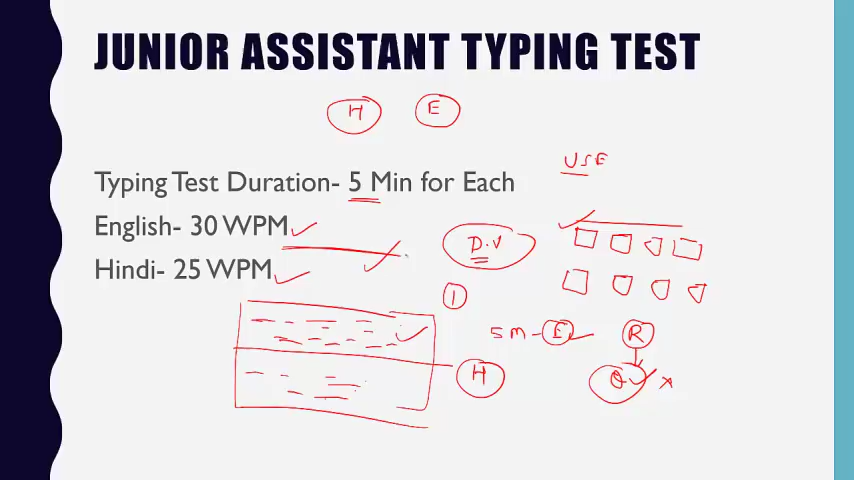 JUNIOR ASSISTANT TYPING TEST
H E
USE
Typing Test Duration- 5 Min for Each
English- 30 WPM
D.V
Hindi- 25 WPM
1
5 M - E R
H